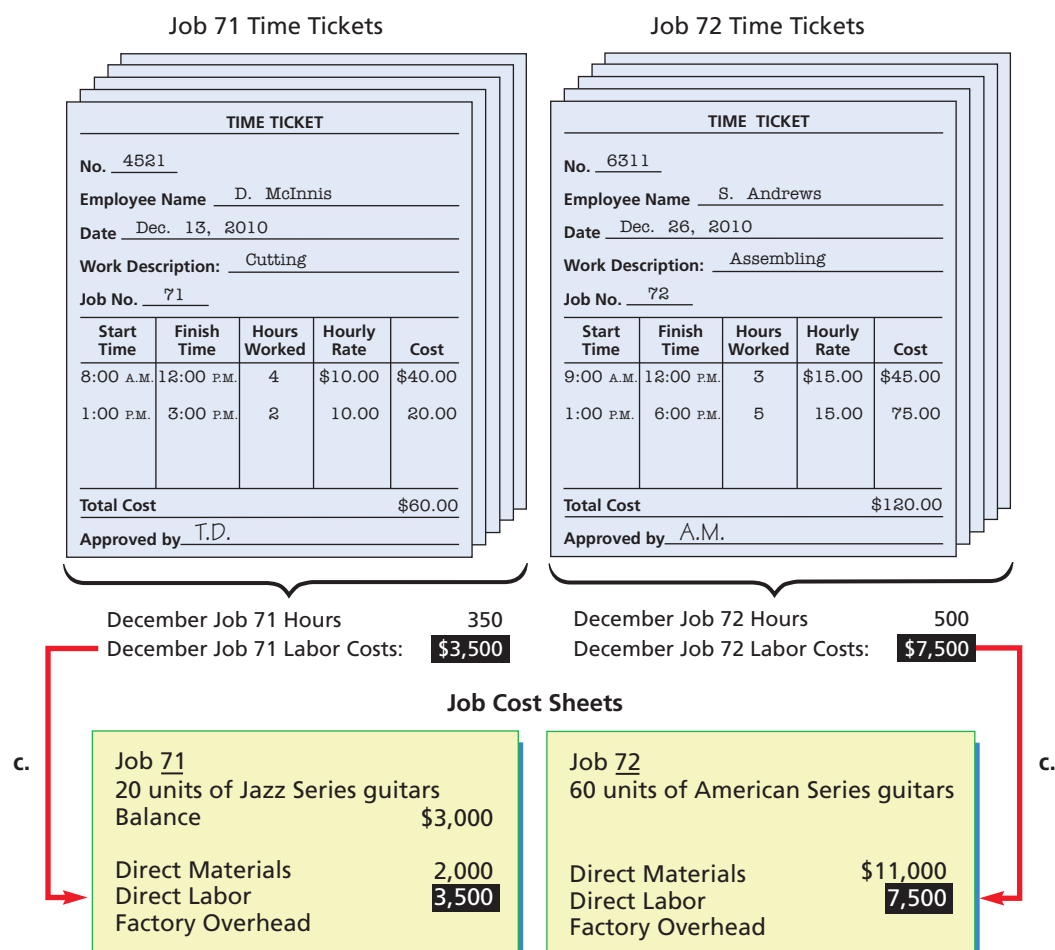 Job 71 Time Tickets
TIME TICKET
No. 4521
Employee Name D. McInnis
Date Dec. 13, 2010
Work Description: Cutting
Job No. 71
Start Time Finish Time Hours Worked Hourly Rate Cost
8:00 A.M. 12:00 P.M. 4 $10.00 $40.00
1:00 P.M. 3:00 P.M. 2 10.00 20.00
Total Cost $60.00
Approved by T.D.
December Job 71 Hours 350
December Job 71 Labor Costs: $3,500
Job 72 Time Tickets
TIME TICKET
No. 6311
Employee Name S. Andrews
Date Dec. 26, 2010
Work Description: Assembling
Job No. 72
Start Time Finish Time Hours Worked Hourly Rate Cost
9:00 A.M. 12:00 P.M. 3 $15.00 $45.00
1:00 P.M. 6:00 P.M. 5 15.00 75.00
Total Cost $120.00
Approved by A.M.
December Job 72 Hours 500
December Job 72 Labor Costs: $7,500
Job Cost Sheets
c.
Job 71
20 units of Jazz Series guitars
Balance $3,000
Direct Materials 2,000
Direct Labor 3,500
Factory Overhead
c.
Job 72
60 units of American Series guitars
Direct Materials $11,000
Direct Labor 7,500
Factory Overhead